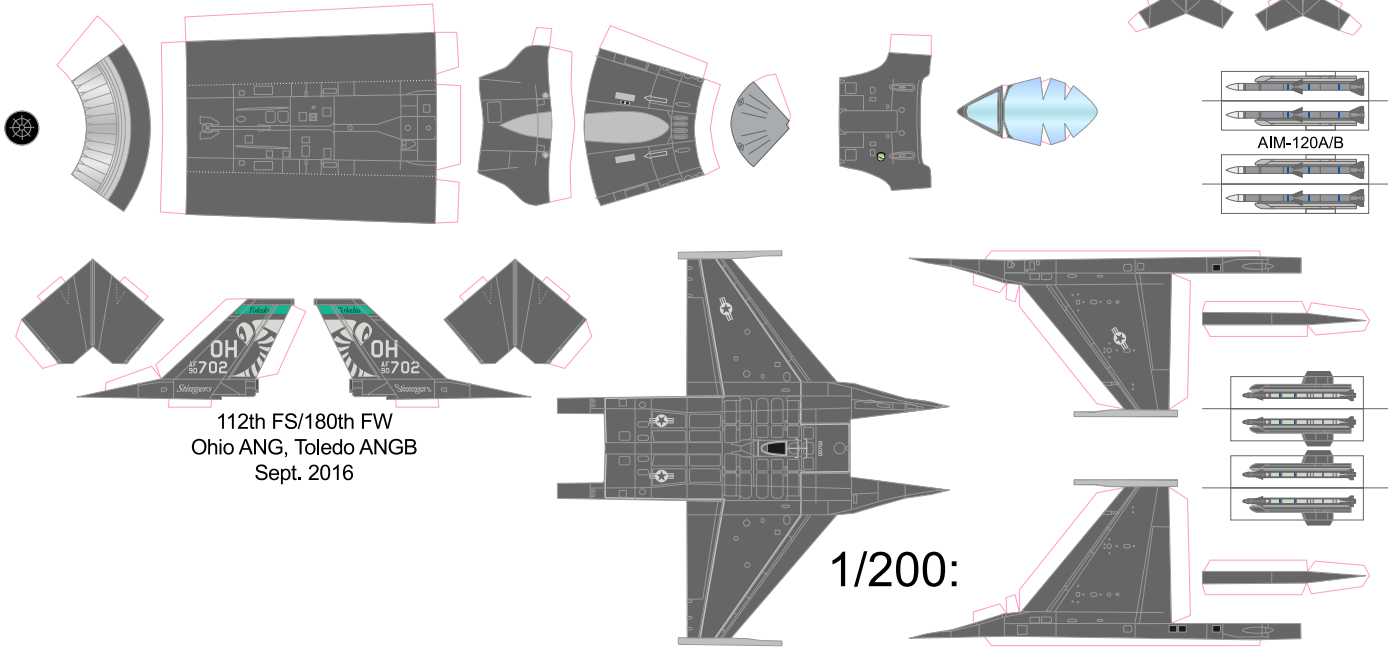 AIM-120A/B
Toledo
Toledo
OH
AF
90 702
Stingers
OH
AF
90 702
Stingers
112th FS/180th FW
Ohio ANG, Toledo ANGB
Sept. 2016
1/200: